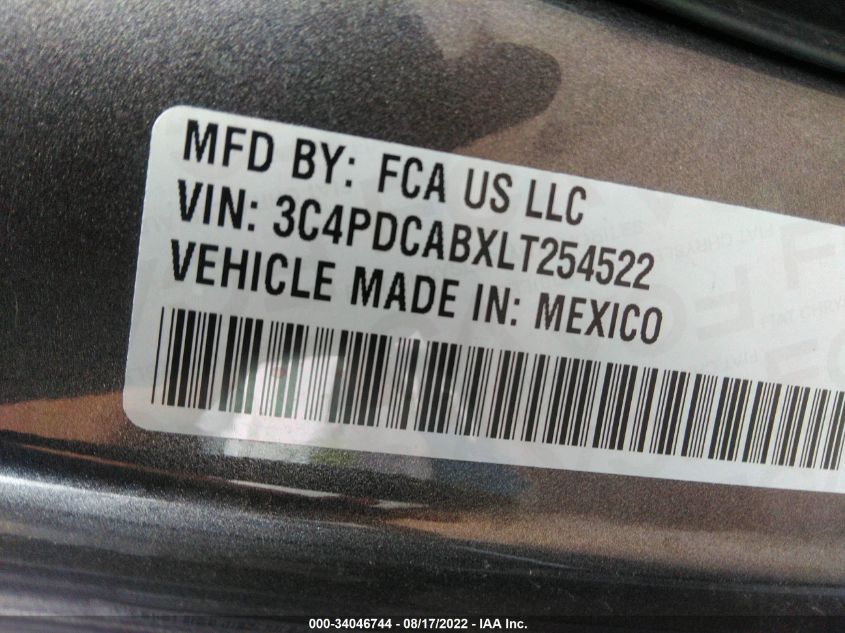 MFD BY: FCA US LLC
VIN: 3C4PDCABXLT254522
VEHICLE MADE IN: MEXICO
000-34046744 - 08/17/2022 - IAA Inc.